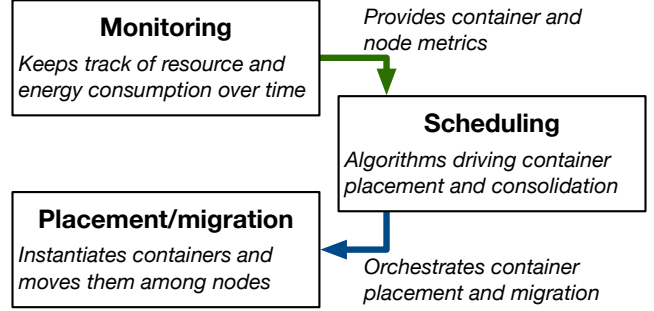 Monitoring
Keeps track of resource and
energy consumption over time
Provides container and
node metrics
Scheduling
Algorithms driving container
placement and consolidation
Placement/migration
Instantiates containers and
moves them among nodes
Orchestrates container
placement and migration